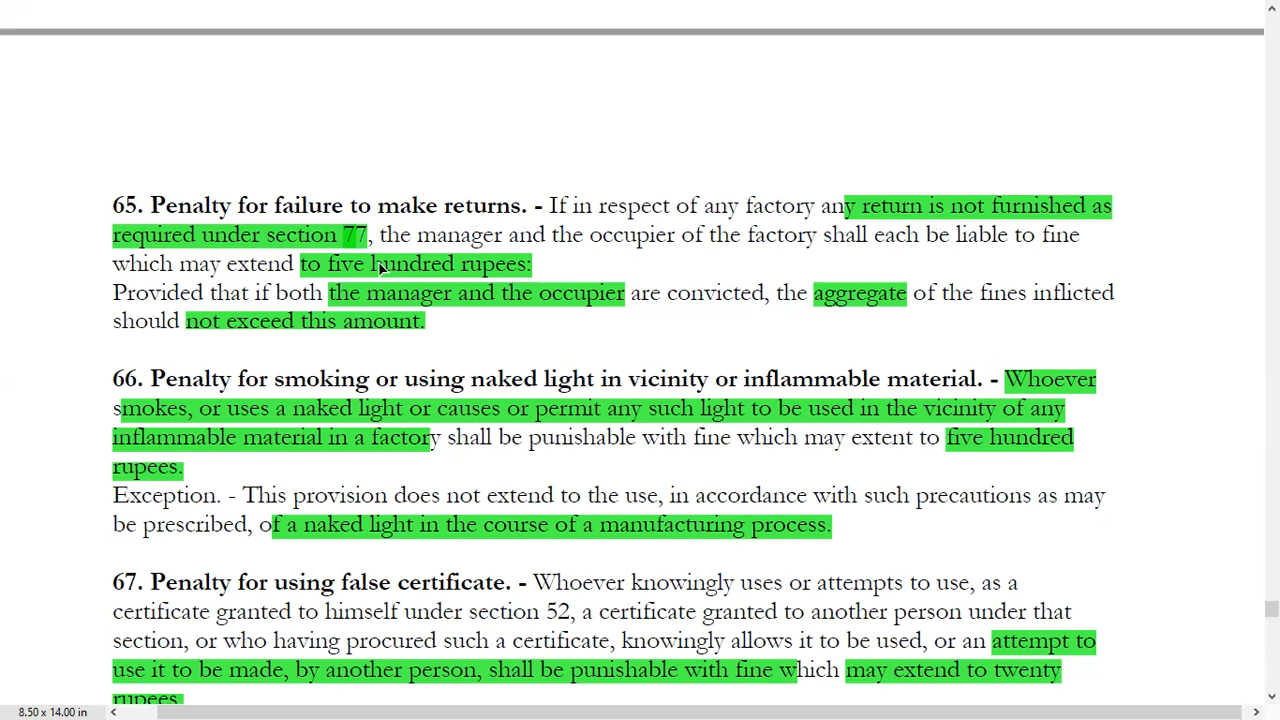 65. Penalty for failure to make returns. - If in respect of any factory any return is not furnished as
required under section 77, the manager and the occupier of the factory shall each be liable to fine
which may extend to five hundred rupees:
Provided that if both the manager and the occupier are convicted, the aggregate of the fines inflicted
should not exceed this amount.
66. Penalty for smoking or using naked light in vicinity or inflammable material. - Whoever
smokes, or uses a naked light or causes or permit any such light to be used in the vicinity of any
inflammable material in a factory shall be punishable with fine which may extent to five hundred
rupees.
Exception. - This provision does not extend to the use, in accordance with such precautions as may
be prescribed, of a naked light in the course of a manufacturing process.
67. Penalty for using false certificate. - Whoever knowingly uses or attempts to use, as a
certificate granted to himself under section 52, a certificate granted to another person under that
section, or who having procured such a certificate, knowingly allows it to be used, or an attempt to
use it to be made, by another person, shall be punishable with fine which may extend to twenty
rupees.
8.50 x 14.00 in